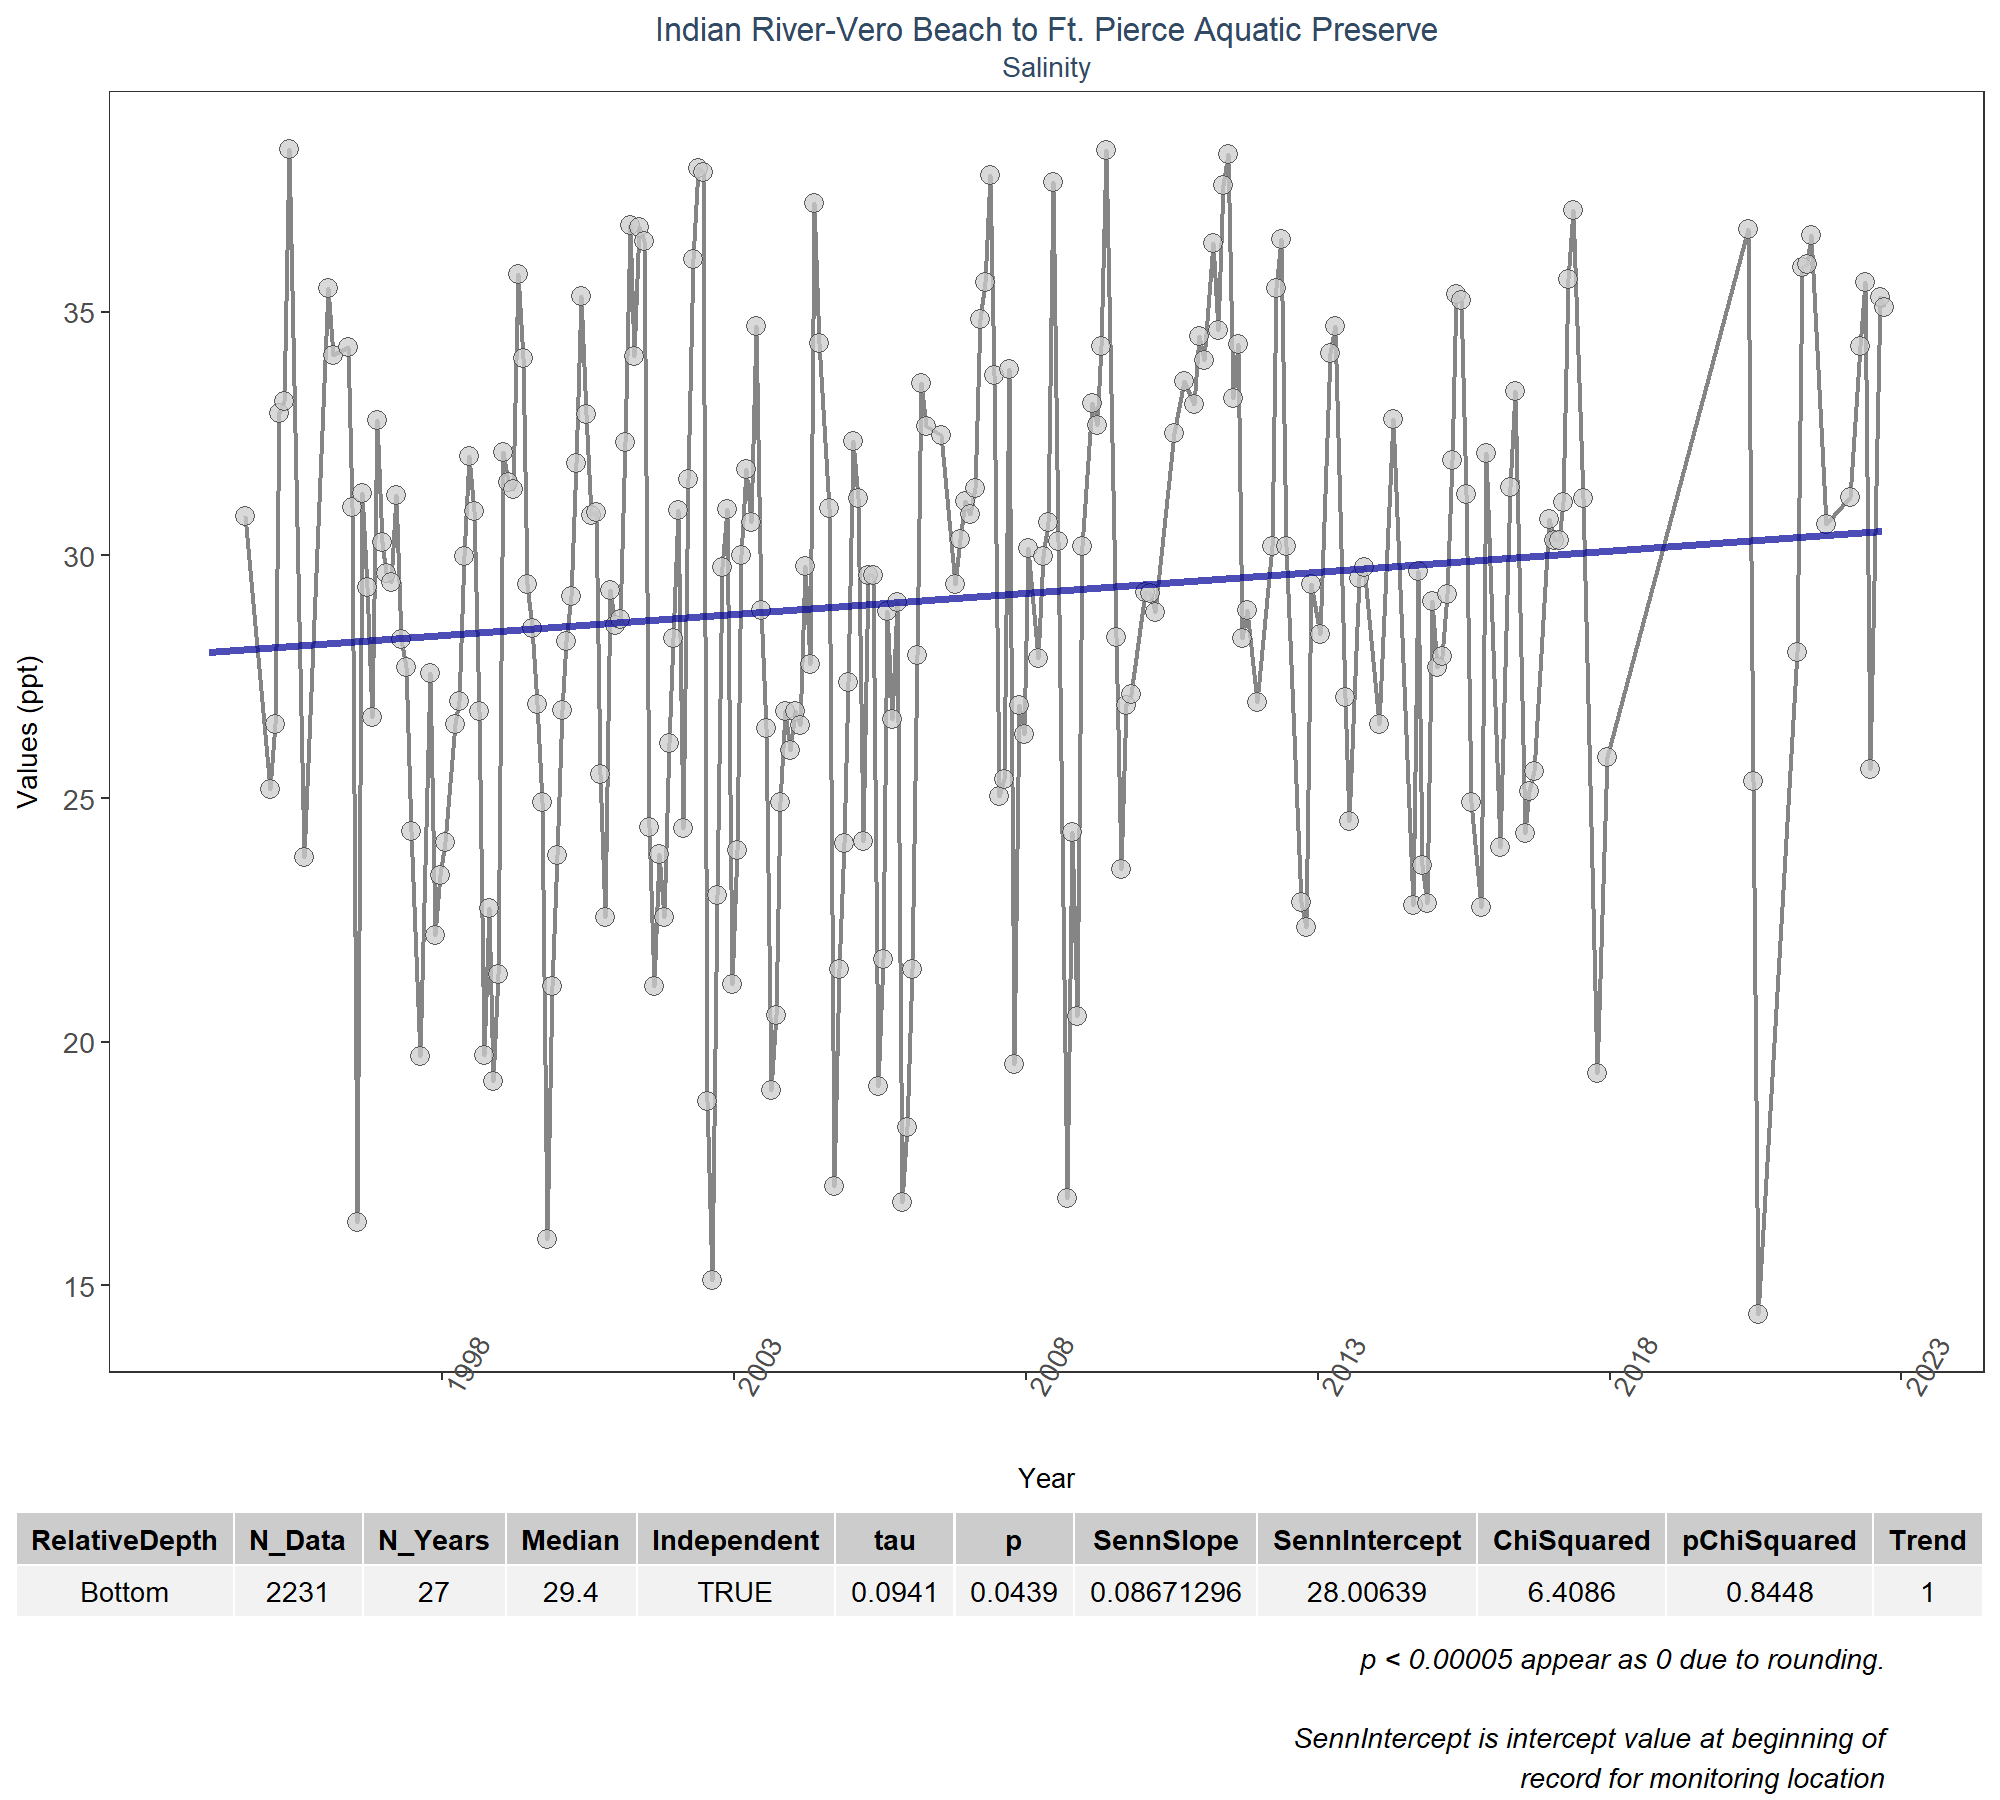 Indian River-Vero Beach to Ft. Pierce Aquatic Preserve
Salinity
Values (ppt)
35
30
25
20
15
1998
2003
2008
2013
2018
2023
Year
RelativeDepth N_Data N_Years Median Independent tau p SennSlope SennIntercept ChiSquared pChiSquared Trend
Bottom 2231 27 29.4 TRUE 0.0941 0.0439 0.08671296 28.00639 6.4086 0.8448 1
p < 0.00005 appear as 0 due to rounding.
SennIntercept is intercept value at beginning of
record for monitoring location